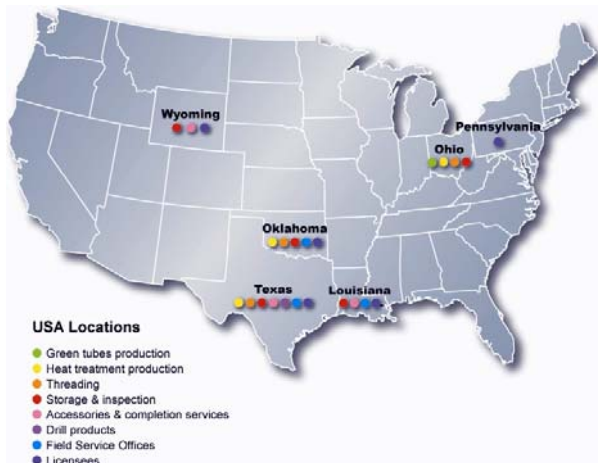 Wyoming
Pennsylvania
Ohio
Oklahoma
Texas
Louisiana
USA Locations
Green tubes production
Heat treatment production
Threading
Storage & inspection
Accessories & completion services
Drill products
Field Service Offices
Licensees